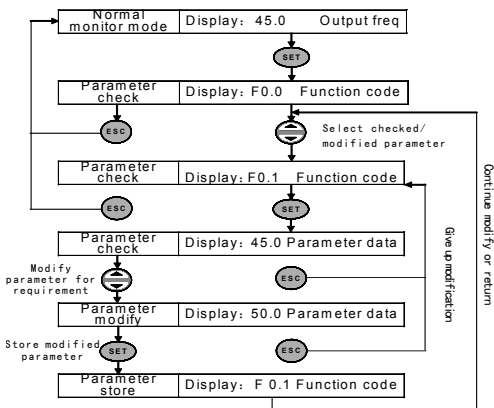 Normal
monitor mode
Display: 45.0 Output freq
SET
Parameter
check
Display: F0.0 Function code
ESC
Select checked/
modified parameter
Parameter
check
Display: F0.1 Function code
ESC
SET
Parameter
check
Display: 45.0 Parameter data
Modify
parameter for
requirement
ESC
Parameter
modify
Display: 50.0 Parameter data
Store modified
parameter
SET
ESC
Parameter
store
Display: F 0.1 Function code
Give up modification
Continue modify or return